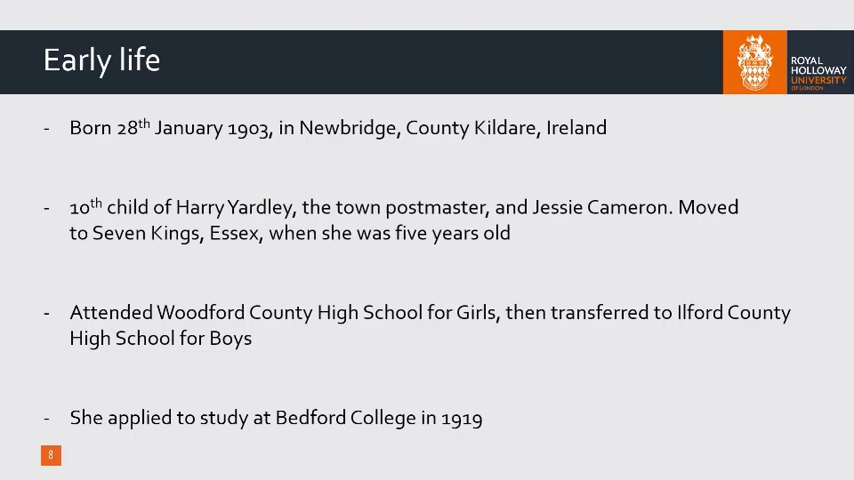 Early life
ROYAL
HOLLOWAY
UNIVERSITY
OF LONDON
- Born 28th January 1903, in Newbridge, County Kildare, Ireland
- 10th child of Harry Yardley, the town postmaster, and Jessie Cameron. Moved
to Seven Kings, Essex, when she was five years old
- Attended Woodford County High School for Girls, then transferred to Ilford County
High School for Boys
- She applied to study at Bedford College in 1919
8